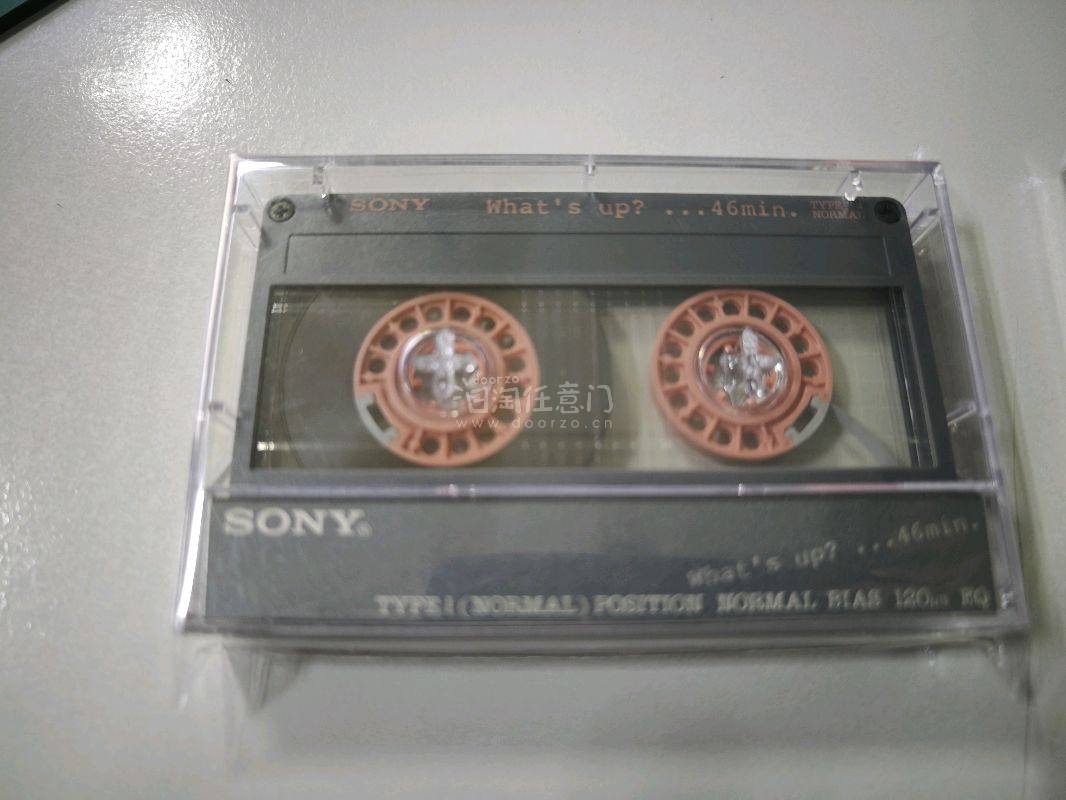 SONY What's up? ...46min. TYPE I NORMAL
doorzo
汨淘任意门
www.doorzo.cn
SONY®
What's up? ...46min.
TYPE I (NORMAL) POSITION NORMAL BIAS 120μs EQ